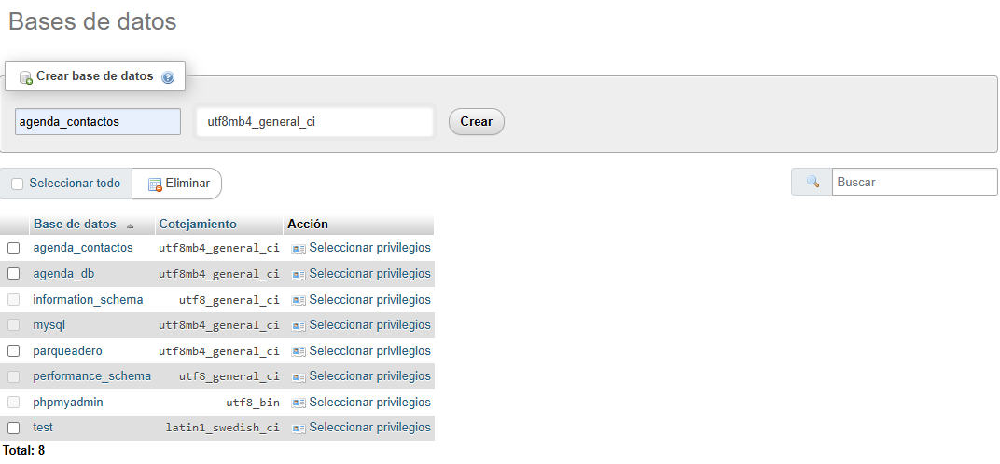 Bases de datos
Crear base de datos
agenda_contactos utf8mb4_general_ci Crear
Seleccionar todo Eliminar Buscar
Base de datos Cotejamiento Acción
agenda_contactos utf8mb4_general_ci Seleccionar privilegios
agenda_db utf8mb4_general_ci Seleccionar privilegios
information_schema utf8_general_ci Seleccionar privilegios
mysql utf8mb4_general_ci Seleccionar privilegios
parqueadero utf8mb4_general_ci Seleccionar privilegios
performance_schema utf8_general_ci Seleccionar privilegios
phpmyadmin utf8_bin Seleccionar privilegios
test latin1_swedish_ci Seleccionar privilegios
Total: 8